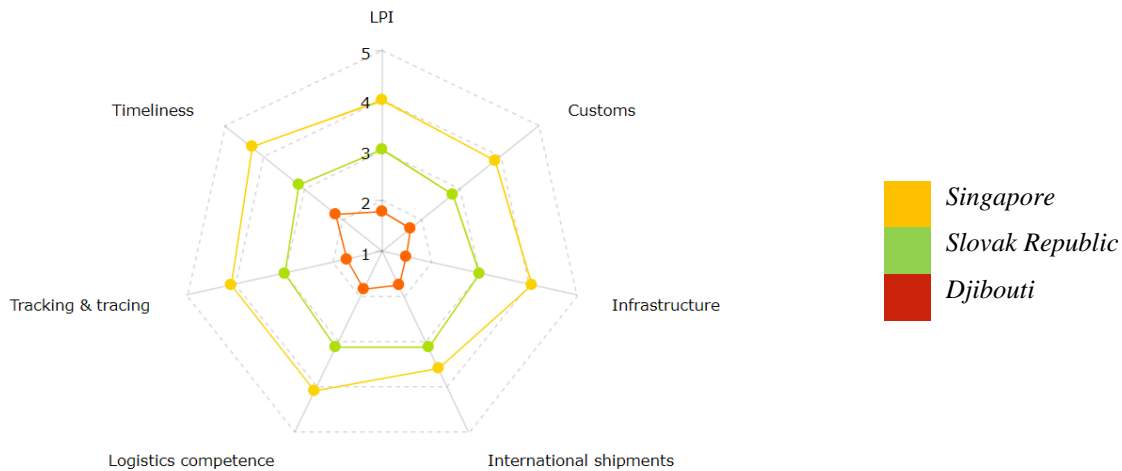 LPI
5
Timeliness
Customs
4
3
2
1
Singapore
Slovak Republic
Djibouti
Tracking & tracing
Infrastructure
Logistics competence
International shipments